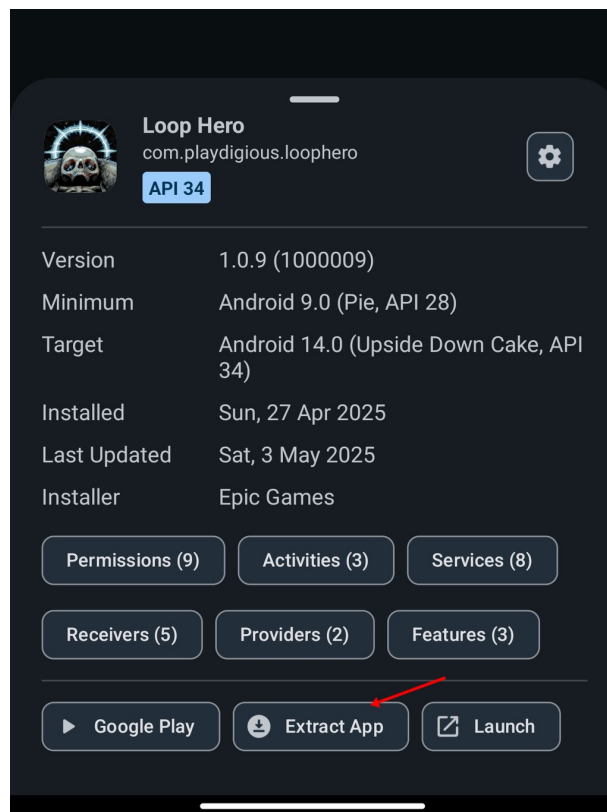 Loop Hero
com.playdigious.loophero
API 34
Version 1.0.9 (1000009)
Minimum Android 9.0 (Pie, API 28)
Target Android 14.0 (Upside Down Cake, API
34)
Installed Sun, 27 Apr 2025
Last Updated Sat, 3 May 2025
Installer Epic Games
Permissions (9) Activities (3) Services (8)
Receivers (5) Providers (2) Features (3)
Google Play Extract App Launch